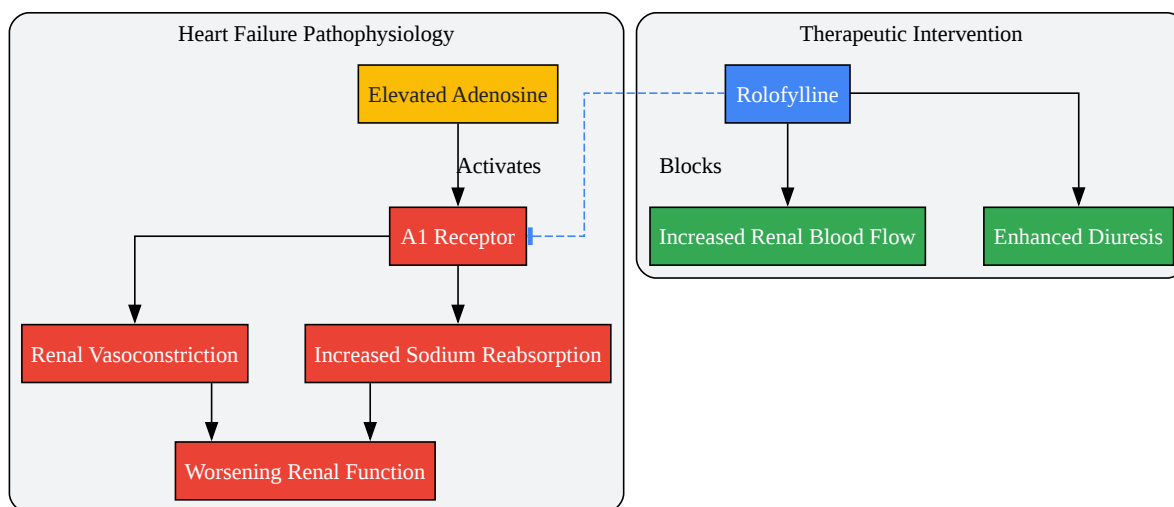 Heart Failure Pathophysiology
Therapeutic Intervention
Elevated Adenosine
Rolofylline
Activates
Blocks
A1 Receptor
Increased Renal Blood Flow
Enhanced Diuresis
Renal Vasoconstriction
Increased Sodium Reabsorption
Worsening Renal Function